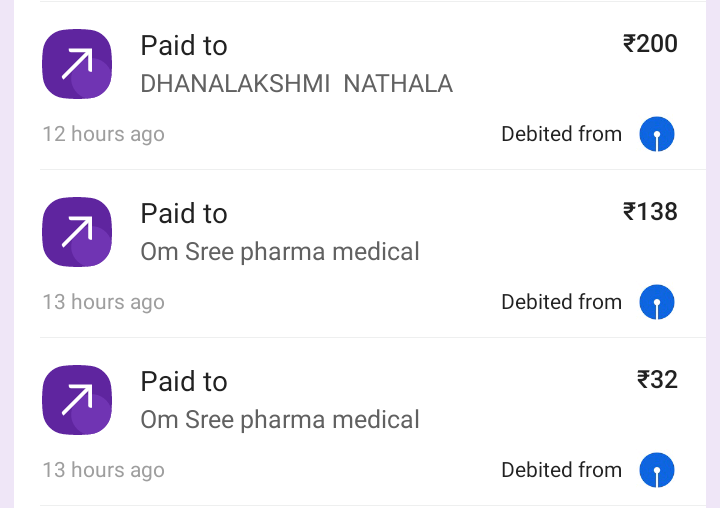 Paid to
₹200
DHANALAKSHMI  NATHALA
12 hours ago
Debited from
Paid to
₹138
Om Sree pharma medical
13 hours ago
Debited from
Paid to
₹32
Om Sree pharma medical
13 hours ago
Debited from